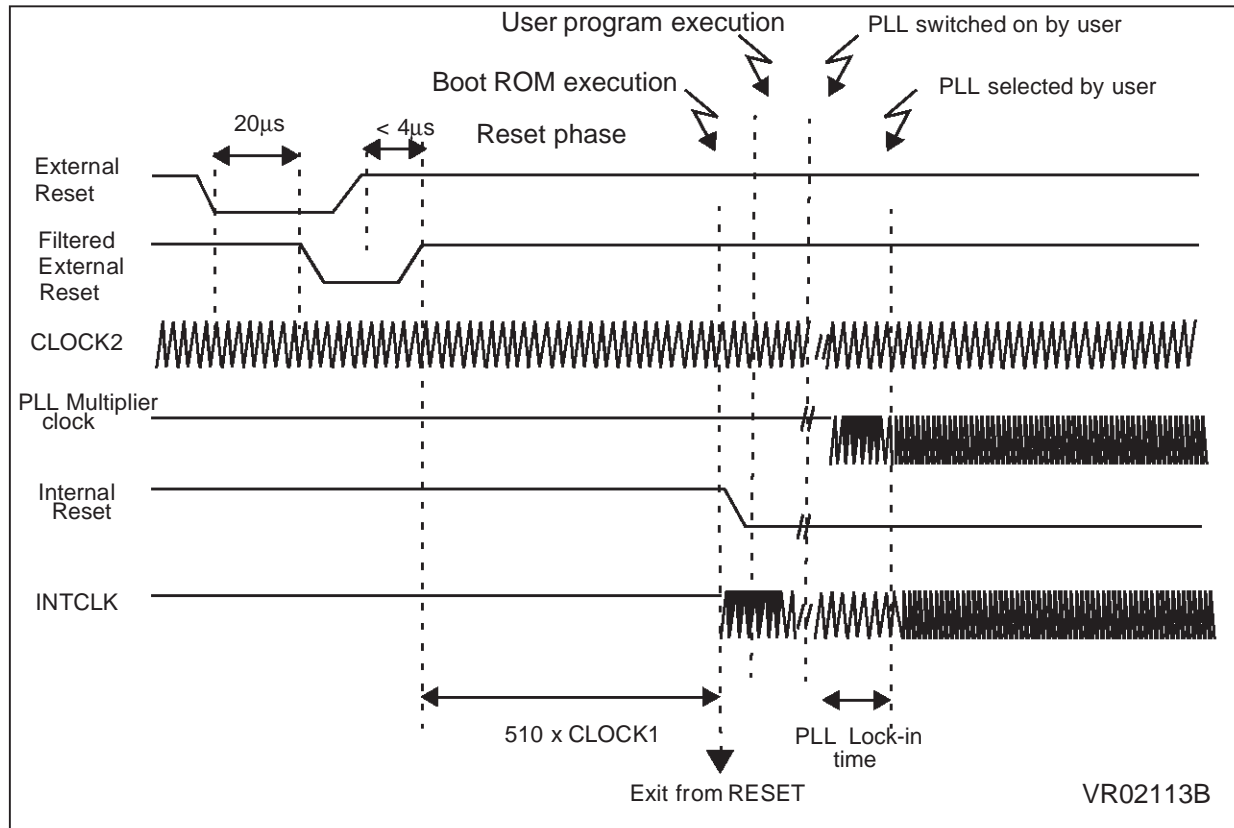 User program execution
PLL switched on by user
Boot ROM execution
PLL selected by user
20µs
< 4µs
Reset phase
External
Reset
Filtered
External
Reset
CLOCK2
PLL Multiplier
clock
Internal
Reset
INTCLK
510 x CLOCK1
PLL Lock-in
time
Exit from RESET
VR02113B